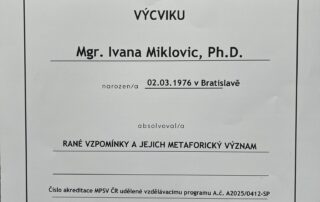 VÝCVIKU
Mgr. Ivana Miklovic, Ph.D.
narozen/a 02.03.1976 v Bratislavě
absolvoval/a
RANÉ VZPOMÍNKY A JEJICH METAFORICKÝ VÝZNAM
Číslo akreditace MPSV ČR udělené vzdělávacímu programu A.č. A2025/0412-SP